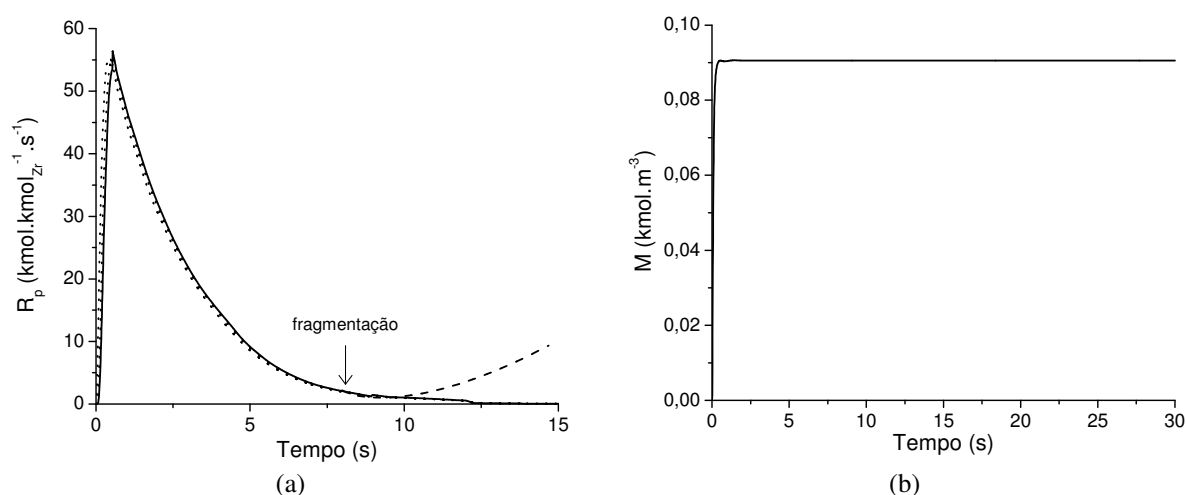 60
50
40
30
20
10
0
R_p (kmol.kmol_Zr^-1.s^-1)
fragmentação
0 5 10 15
Tempo (s)
(a)
0,10
0,08
0,06
0,04
0,02
0,00
M (kmol.m^-3)
0 5 10 15 20 25 30
Tempo (s)
(b)